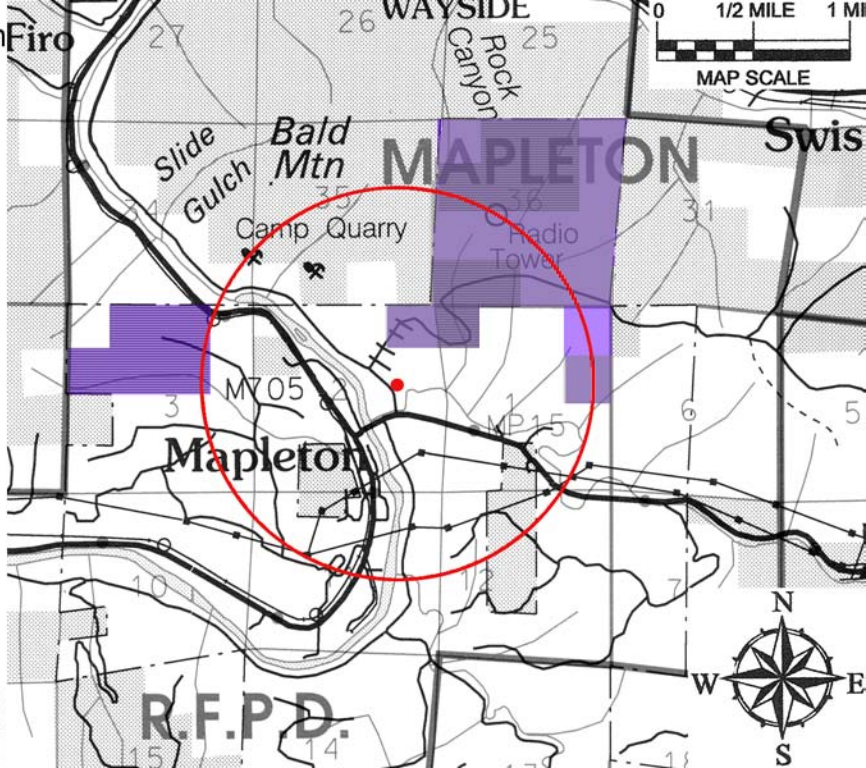 WAYSIDE
0 1/2 MILE 1 MI
MAP SCALE
Firo
27
26
25
Rock
Canyon
Swis
Slide
Gulch
Bald
Mtn
MAPLETON
34
35
36
31
Camp Quarry
Radio
Tower
M705
3
2
1
MP15
6
5
Mapleton
10
12
7
N
W E
S
R.F.P.D.
15
14